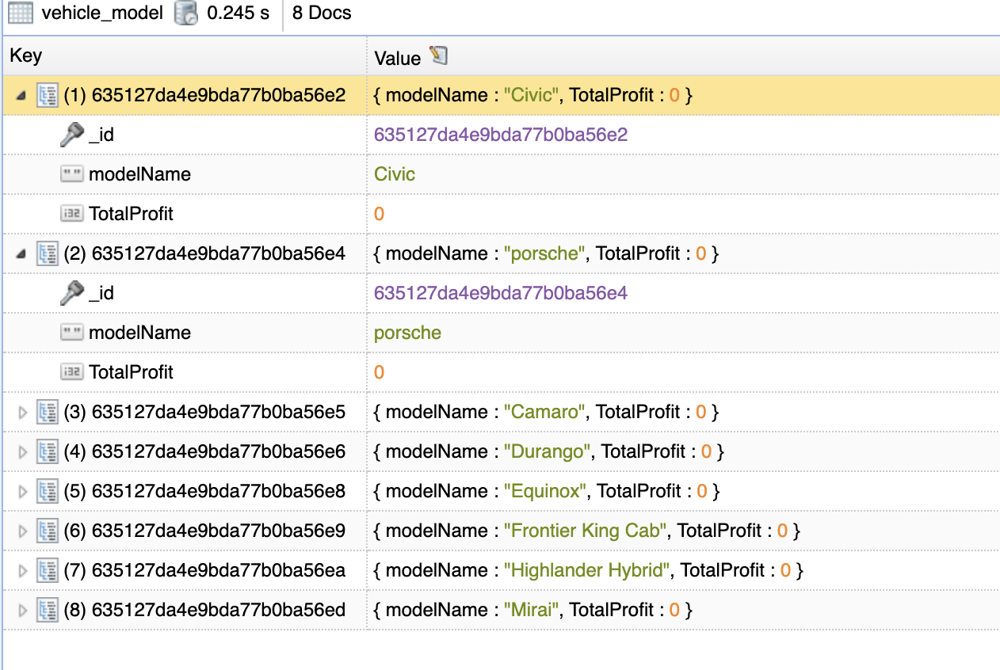 vehicle_model 0.245 s 8 Docs
Key Value
(1) 635127da4e9bda77b0ba56e2 { modelName : "Civic", TotalProfit : 0 }
_id 635127da4e9bda77b0ba56e2
" " modelName Civic
i32 TotalProfit 0
(2) 635127da4e9bda77b0ba56e4 { modelName : "porsche", TotalProfit : 0 }
_id 635127da4e9bda77b0ba56e4
" " modelName porsche
i32 TotalProfit 0
(3) 635127da4e9bda77b0ba56e5 { modelName : "Camaro", TotalProfit : 0 }
(4) 635127da4e9bda77b0ba56e6 { modelName : "Durango", TotalProfit : 0 }
(5) 635127da4e9bda77b0ba56e8 { modelName : "Equinox", TotalProfit : 0 }
(6) 635127da4e9bda77b0ba56e9 { modelName : "Frontier King Cab", TotalProfit : 0 }
(7) 635127da4e9bda77b0ba56ea { modelName : "Highlander Hybrid", TotalProfit : 0 }
(8) 635127da4e9bda77b0ba56ed { modelName : "Mirai", TotalProfit : 0 }